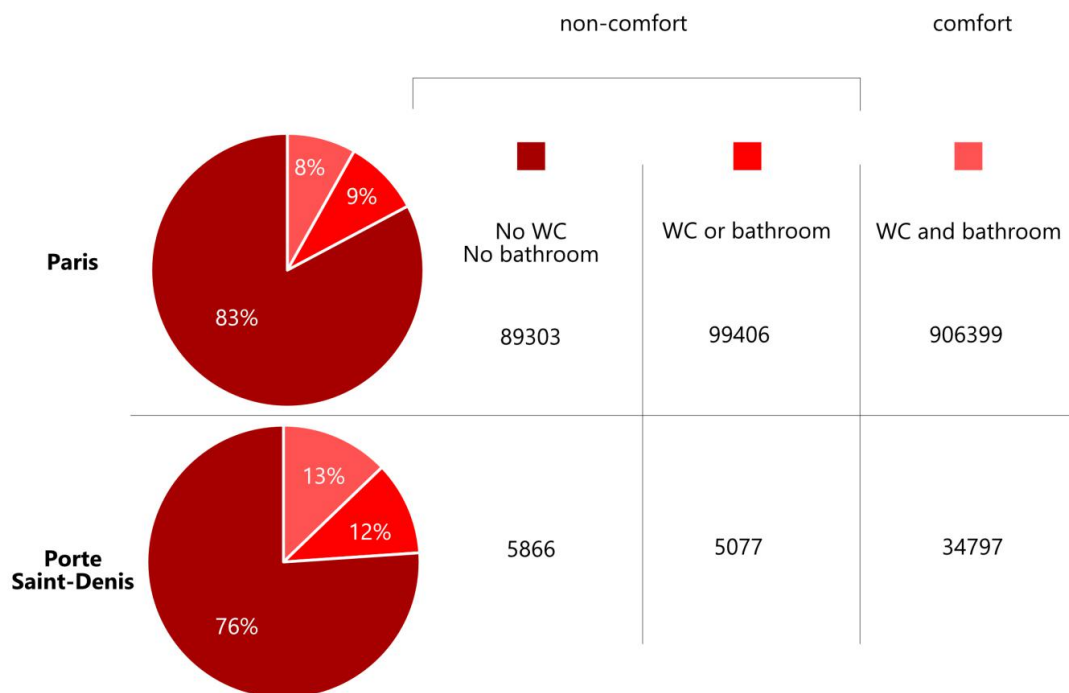 non-comfort
comfort
No WC
No bathroom
WC or bathroom
WC and bathroom
Paris
8%
9%
83%
89303
99406
906399
Porte
Saint-Denis
13%
12%
76%
5866
5077
34797